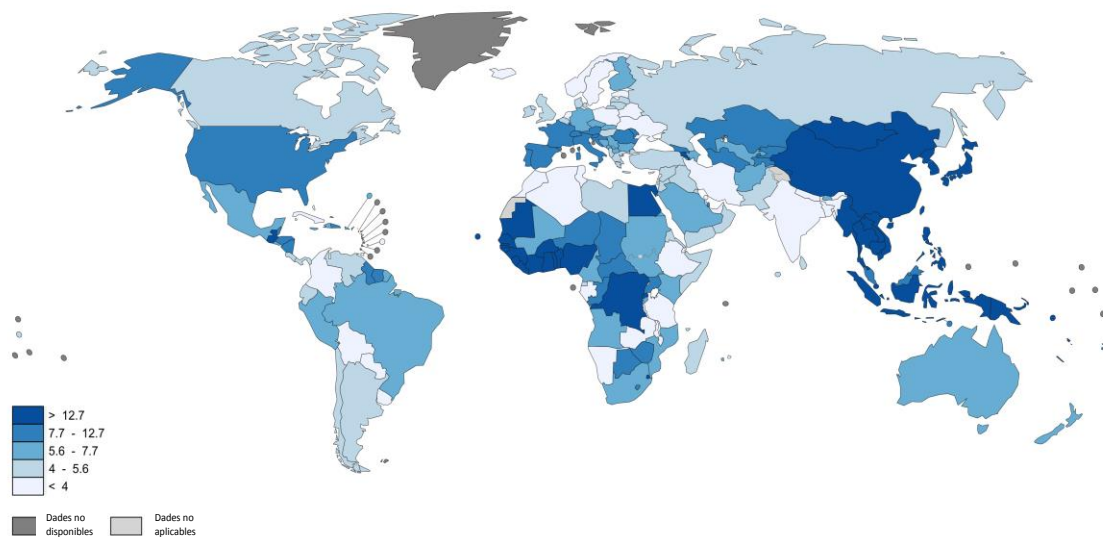 > 12.7
7.7 - 12.7
5.6 - 7.7
4 - 5.6
< 4
Dades no
disponibles
Dades no
aplicables